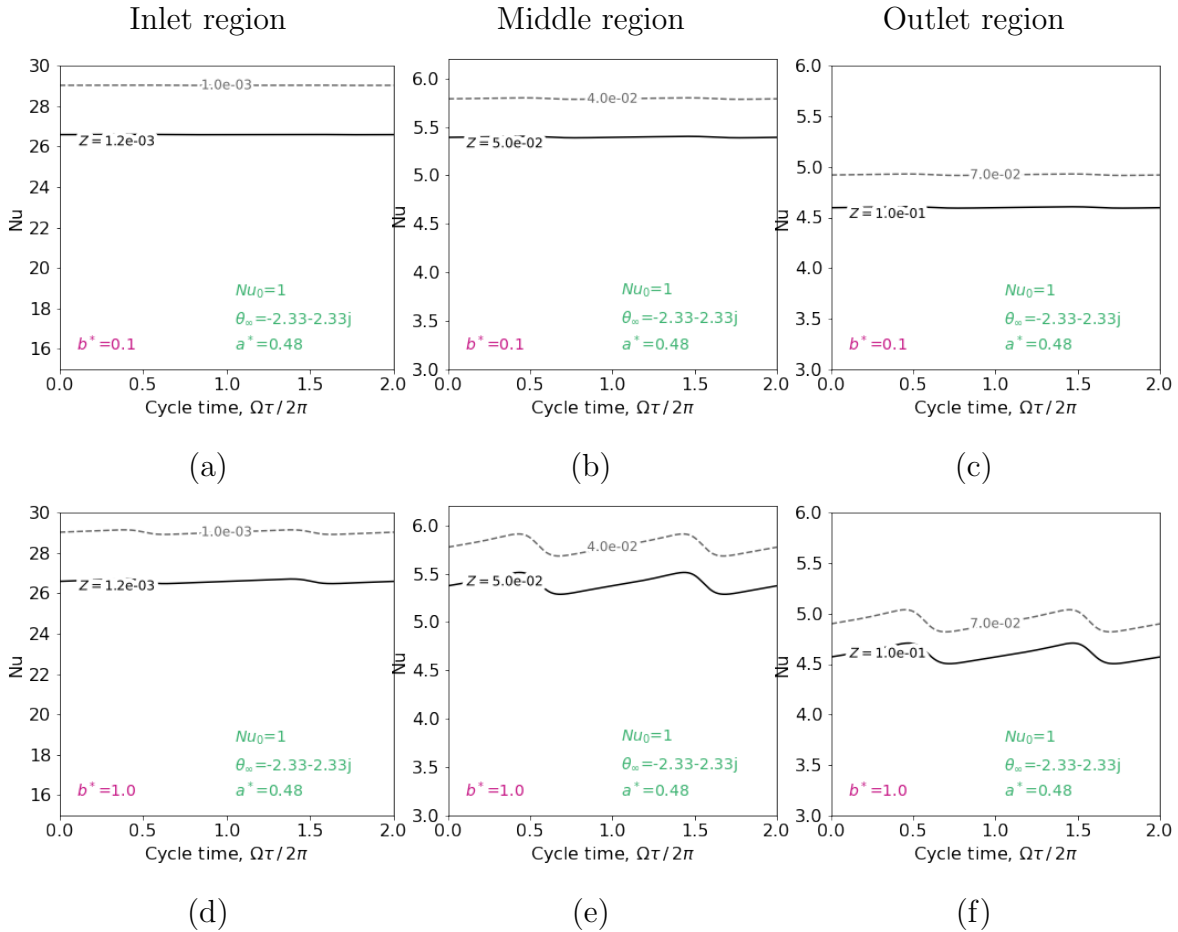 Inlet region
Middle region
Outlet region
30
28
26
24
22
20
18
16
Nu
1.0e-03
Z = 1.2e-03
Nu₀=1
θ∞=-2.33-2.33j
b*=0.1
a*=0.48
0.0 0.5 1.0 1.5 2.0
Cycle time, Ωτ / 2π
(a)
6.0
5.5
5.0
4.5
4.0
3.5
3.0
Nu
4.0e-02
Z = 5.0e-02
Nu₀=1
θ∞=-2.33-2.33j
b*=0.1
a*=0.48
0.0 0.5 1.0 1.5 2.0
Cycle time, Ωτ / 2π
(b)
6.0
5.5
5.0
4.5
4.0
3.5
3.0
Nu
7.0e-02
Z = 1.0e-01
Nu₀=1
θ∞=-2.33-2.33j
b*=0.1
a*=0.48
0.0 0.5 1.0 1.5 2.0
Cycle time, Ωτ / 2π
(c)
30
28
26
24
22
20
18
16
Nu
1.0e-03
Z = 1.2e-03
Nu₀=1
θ∞=-2.33-2.33j
b*=1.0
a*=0.48
0.0 0.5 1.0 1.5 2.0
Cycle time, Ωτ / 2π
(d)
6.0
5.5
5.0
4.5
4.0
3.5
3.0
Nu
4.0e-02
Z = 5.0e-02
Nu₀=1
θ∞=-2.33-2.33j
b*=1.0
a*=0.48
0.0 0.5 1.0 1.5 2.0
Cycle time, Ωτ / 2π
(e)
6.0
5.5
5.0
4.5
4.0
3.5
3.0
Nu
7.0e-02
Z = 1.0e-01
Nu₀=1
θ∞=-2.33-2.33j
b*=1.0
a*=0.48
0.0 0.5 1.0 1.5 2.0
Cycle time, Ωτ / 2π
(f)